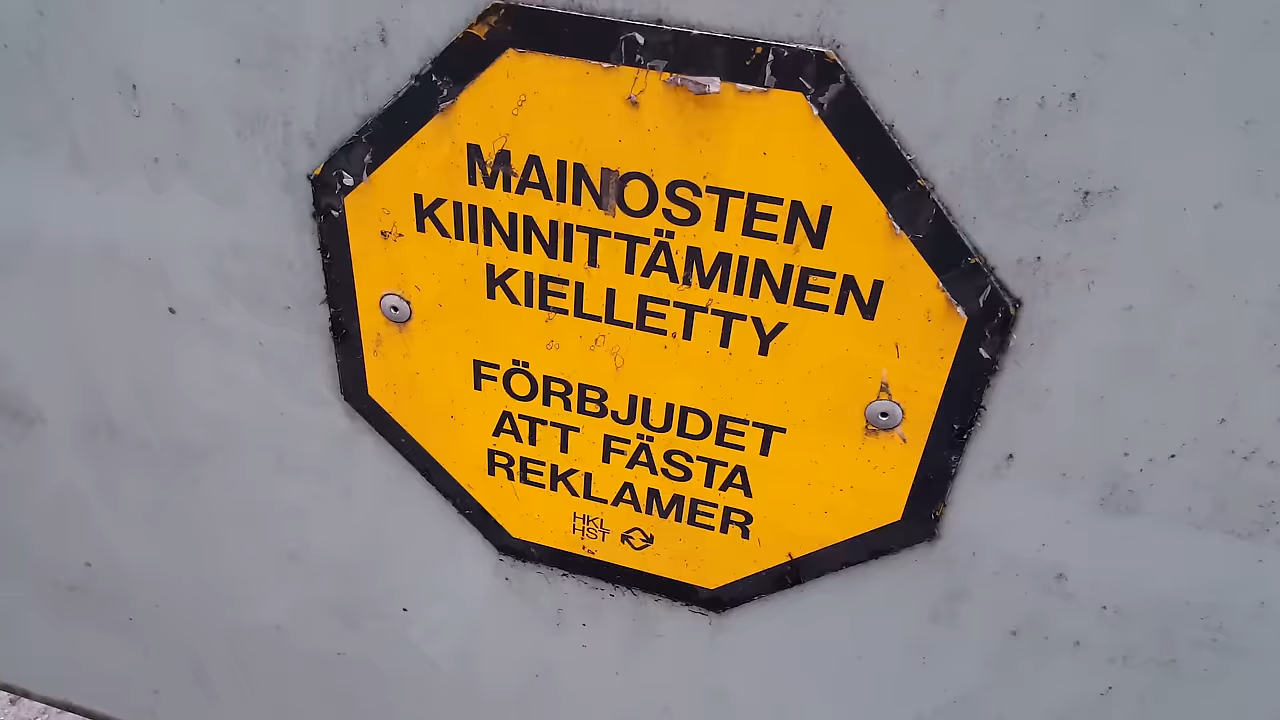 MAINOSTEN
KIINNITTÄMINEN
KIELLETTY
FÖRBJUDET
ATT FÄSTA
REKLAMER
HKL
HST